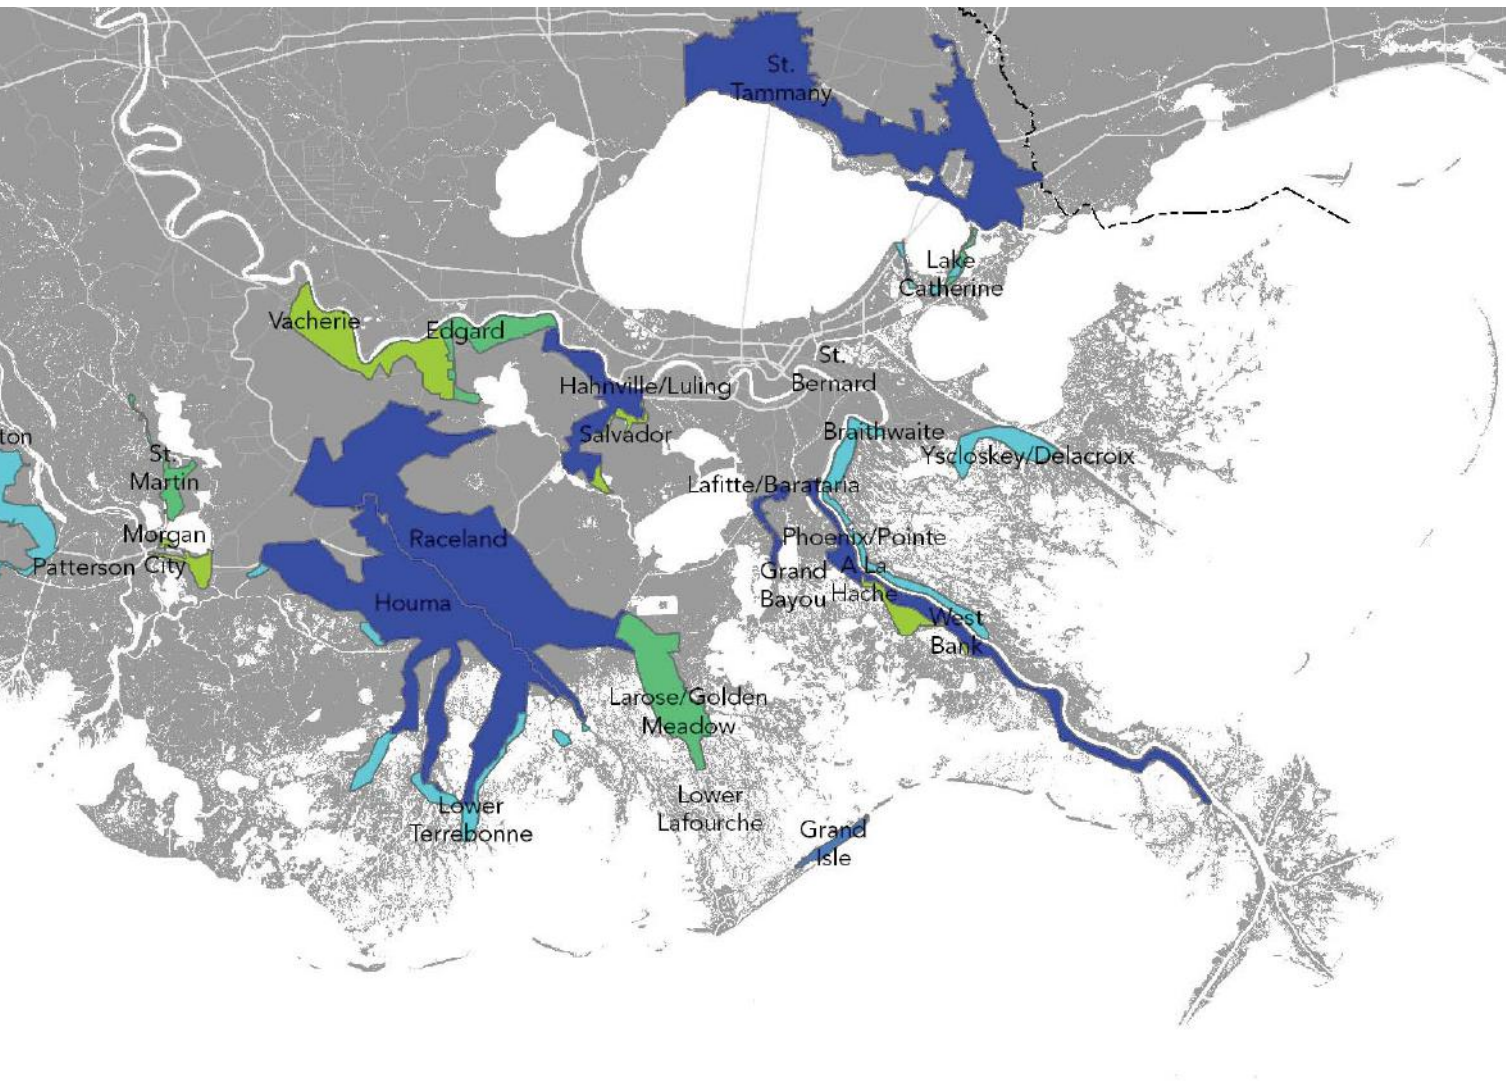 St.
Tammany
Lake
Catherine
Vacherie
Edgard
St.
Bernard
Hahnville/Luling
Salvador
Braithwaite
Yscloskey/Delacroix
ton
St.
Martin
Lafitte/Barataria
Morgan
City
Patterson
Raceland
Phoenix/Pointe
A La
Hache
Grand
Bayou
Houma
West
Bank
Larose/Golden
Meadow
Lower
Terrebonne
Lower
Lafourche
Grand
Isle